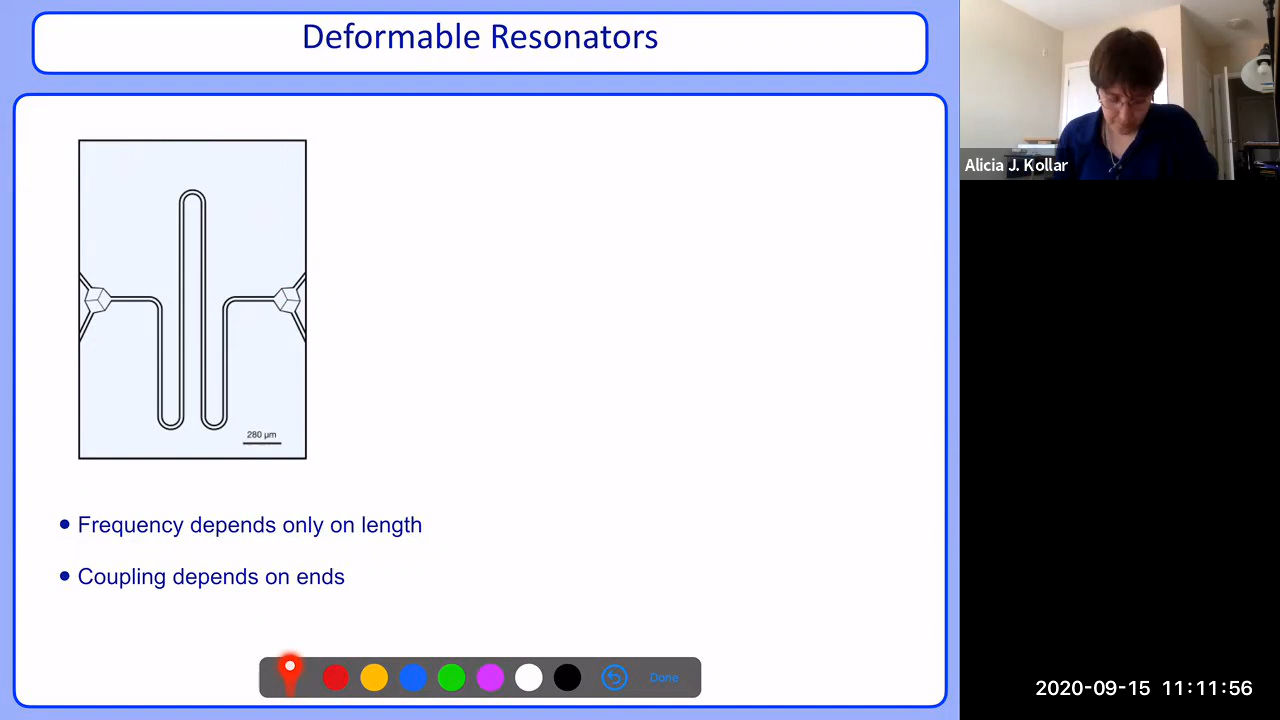 Deformable Resonators
Alicia J. Kollar
280 µm
• Frequency depends only on length
• Coupling depends on ends
Done
2020-09-15 11:11:56